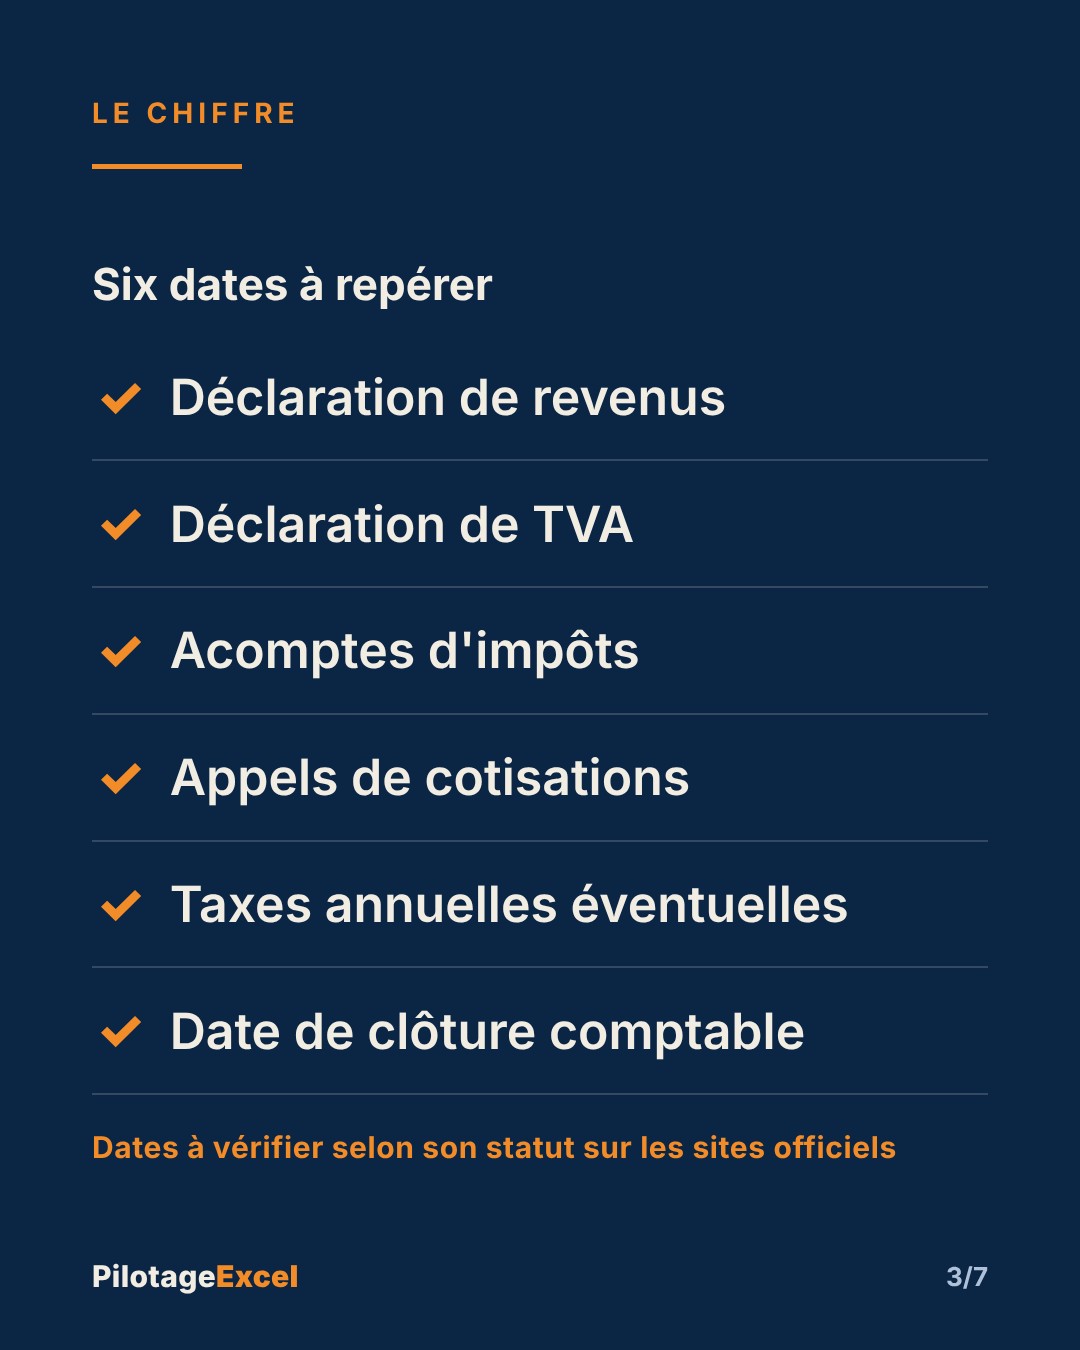 LE CHIFFRE
Six dates à repérer
Déclaration de revenus
Déclaration de TVA
Acomptes d'impôts
Appels de cotisations
Taxes annuelles éventuelles
Date de clôture comptable
Dates à vérifier selon son statut sur les sites officiels
PilotageExcel
3/7